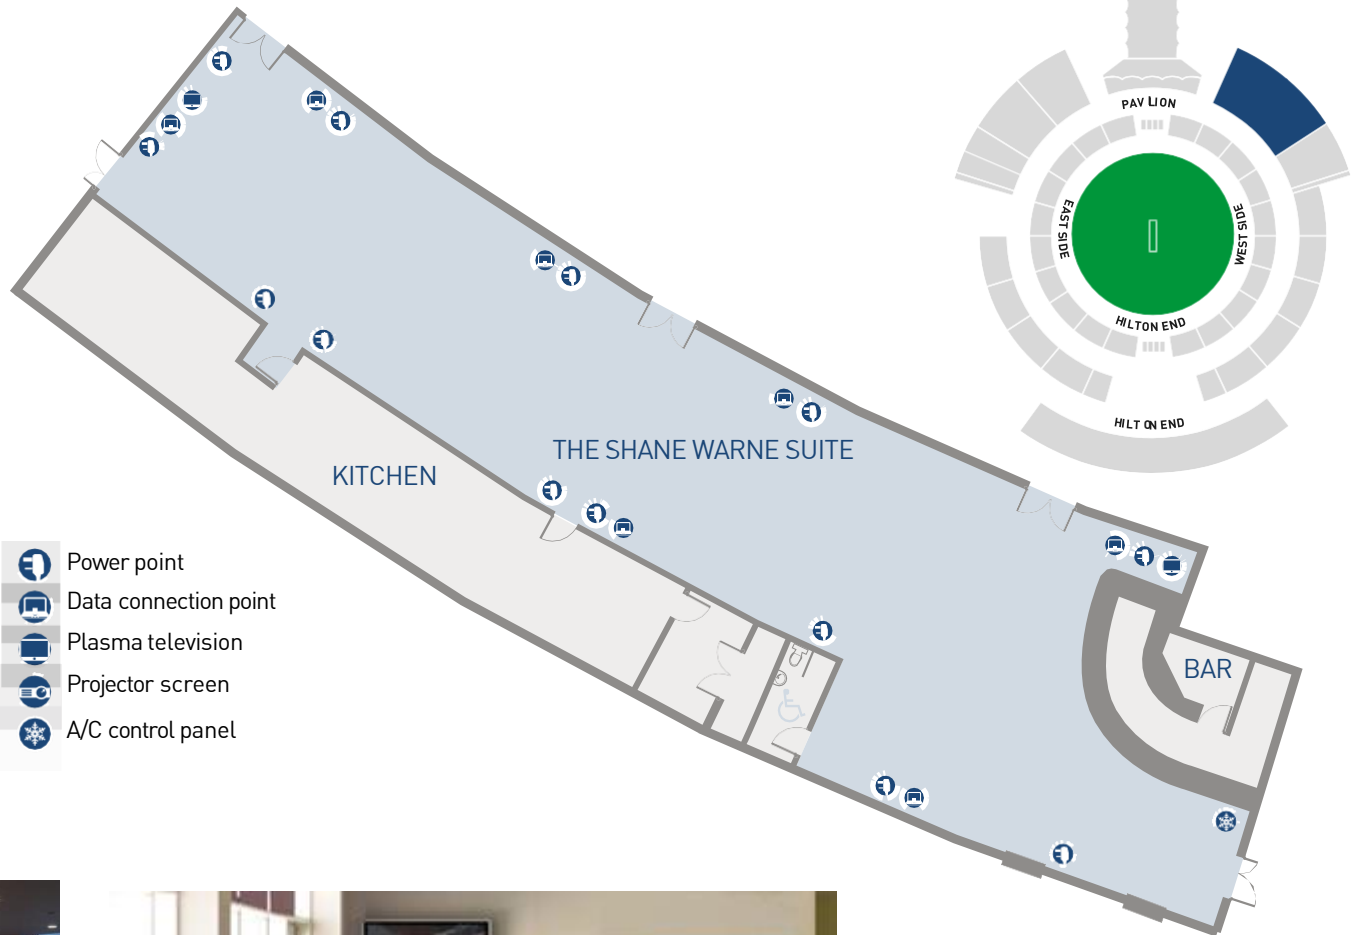 PAV LION
EAST SIDE
WEST SIDE
HILTON END
HILT ON END
THE SHANE WARNE SUITE
KITCHEN
BAR
Power point
Data connection point
Plasma television
Projector screen
A/C control panel